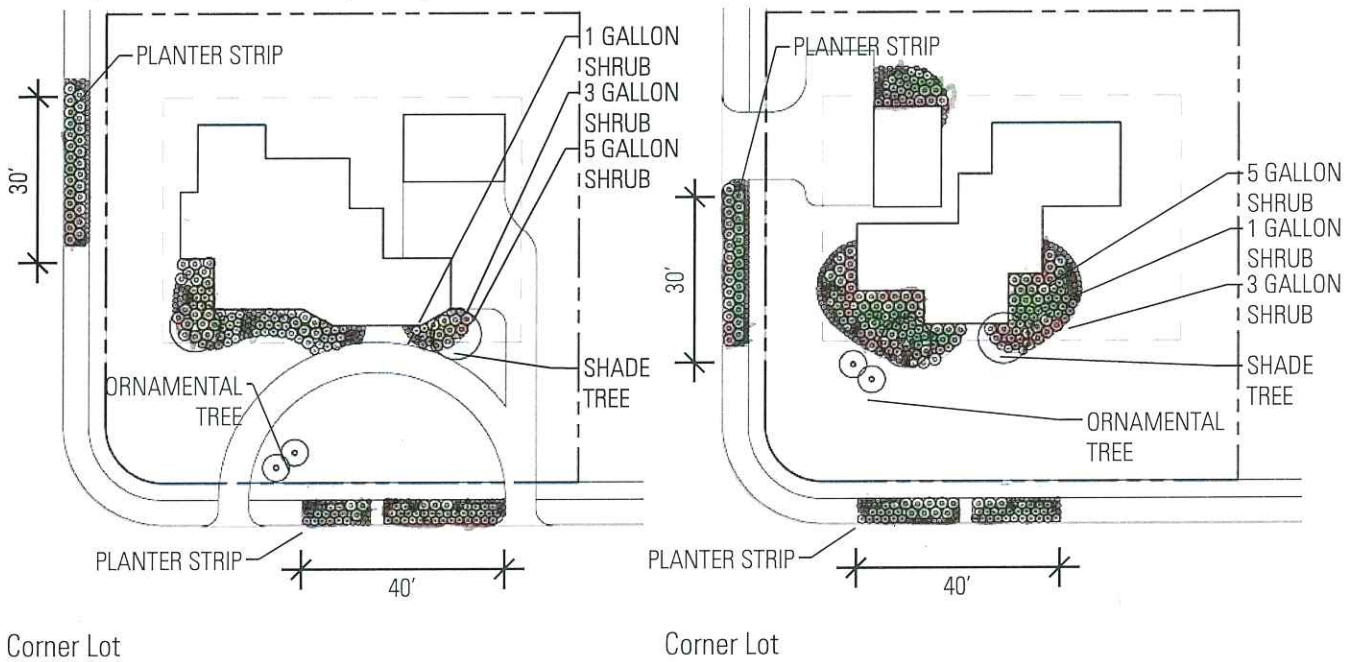 PLANTER STRIP
1 GALLON
SHRUB
3 GALLON
SHRUB
5 GALLON
SHRUB
30'
SHADE
TREE
ORNAMENTAL
TREE
PLANTER STRIP
40'
Corner Lot
PLANTER STRIP
5 GALLON
SHRUB
1 GALLON
SHRUB
3 GALLON
SHRUB
30'
SHADE
TREE
ORNAMENTAL
TREE
PLANTER STRIP
40'
Corner Lot